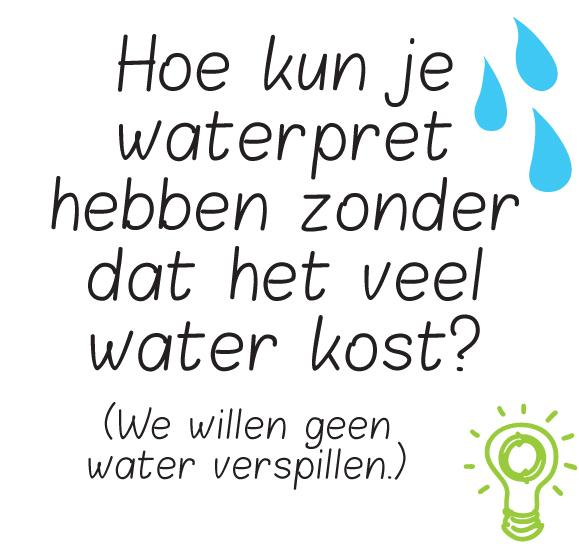 Hoe kun je
waterpret
hebben zonder
dat het veel
water kost?
(We willen geen
water verspillen.)